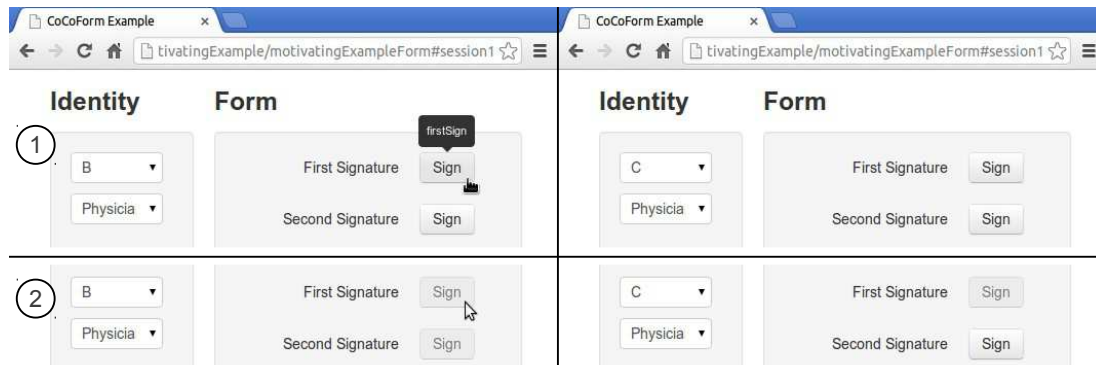 CoCoForm Example
tivatingExample/motivatingExampleForm#session1
Identity Form
firstSign
1
B First Signature Sign
Physicia Second Signature Sign
CoCoForm Example
tivatingExample/motivatingExampleForm#session1
Identity Form
C First Signature Sign
Physicia Second Signature Sign
2
B First Signature Sign
Physicia Second Signature Sign
C First Signature Sign
Physicia Second Signature Sign